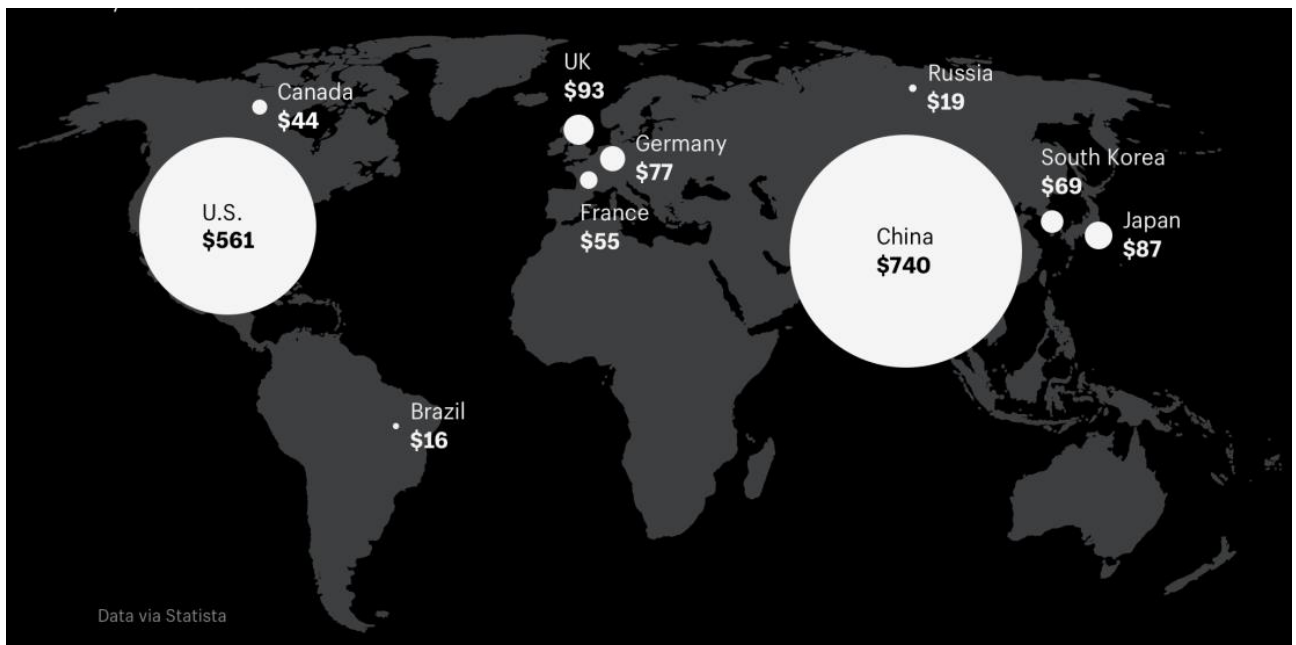 Canada
$44
U.S.
$561
UK
$93
Germany
$77
France
$55
Russia
$19
China
$740
South Korea
$69
Japan
$87
Brazil
$16
Data via Statista